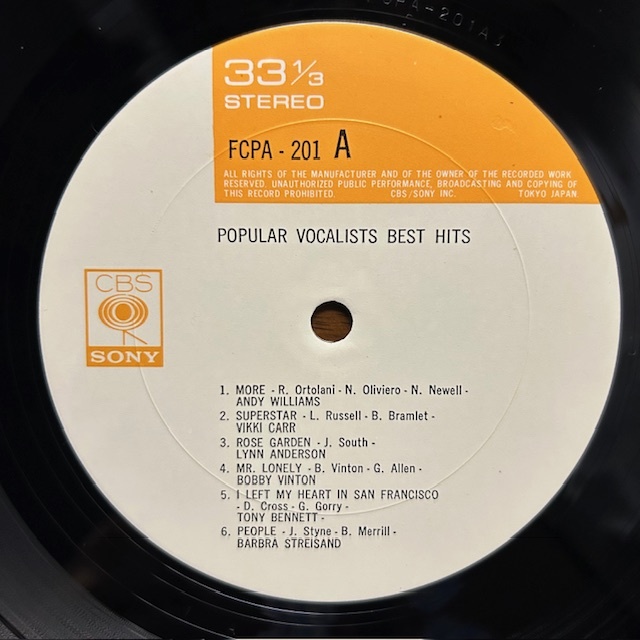 FCPA-201A
33 1/3
STEREO
FCPA - 201 A
ALL RIGHTS OF THE MANUFACTURER AND OF THE OWNER OF THE RECORDED WORK
RESERVED. UNAUTHORIZED PUBLIC PERFORMANCE, BROADCASTING AND COPYING OF
THIS RECORD PROHIBITED. CBS/SONY INC. TOKYO JAPAN
POPULAR VOCALISTS BEST HITS
CBS
SONY
1. MORE - R. Ortolani - N. Oliviero - N. Newell -
ANDY WILLIAMS
2. SUPERSTAR - L. Russell - B. Bramlet -
VIKKI CARR
3. ROSE GARDEN - J. South -
LYNN ANDERSON
4. MR. LONELY - B. Vinton - G. Allen -
BOBBY VINTON
5. I LEFT MY HEART IN SAN FRANCISCO
- D. Cross - G. Gorry -
TONY BENNETT -
6. PEOPLE - J. Styne - B. Merrill -
BARBRA STREISAND